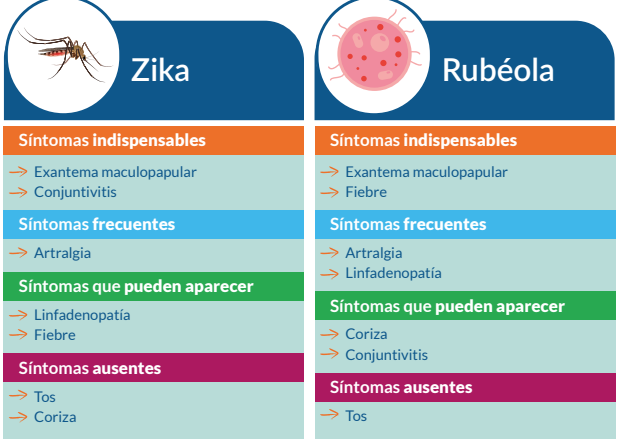 Zika
Síntomas indispensables
Exantema maculopapular
Conjuntivitis
Síntomas frecuentes
Artralgia
Síntomas que pueden aparecer
Linfadenopatía
Fiebre
Síntomas ausentes
Tos
Coriza
Rubéola
Síntomas indispensables
Exantema maculopapular
Fiebre
Síntomas frecuentes
Artralgia
Linfadenopatía
Síntomas que pueden aparecer
Coriza
Conjuntivitis
Síntomas ausentes
Tos